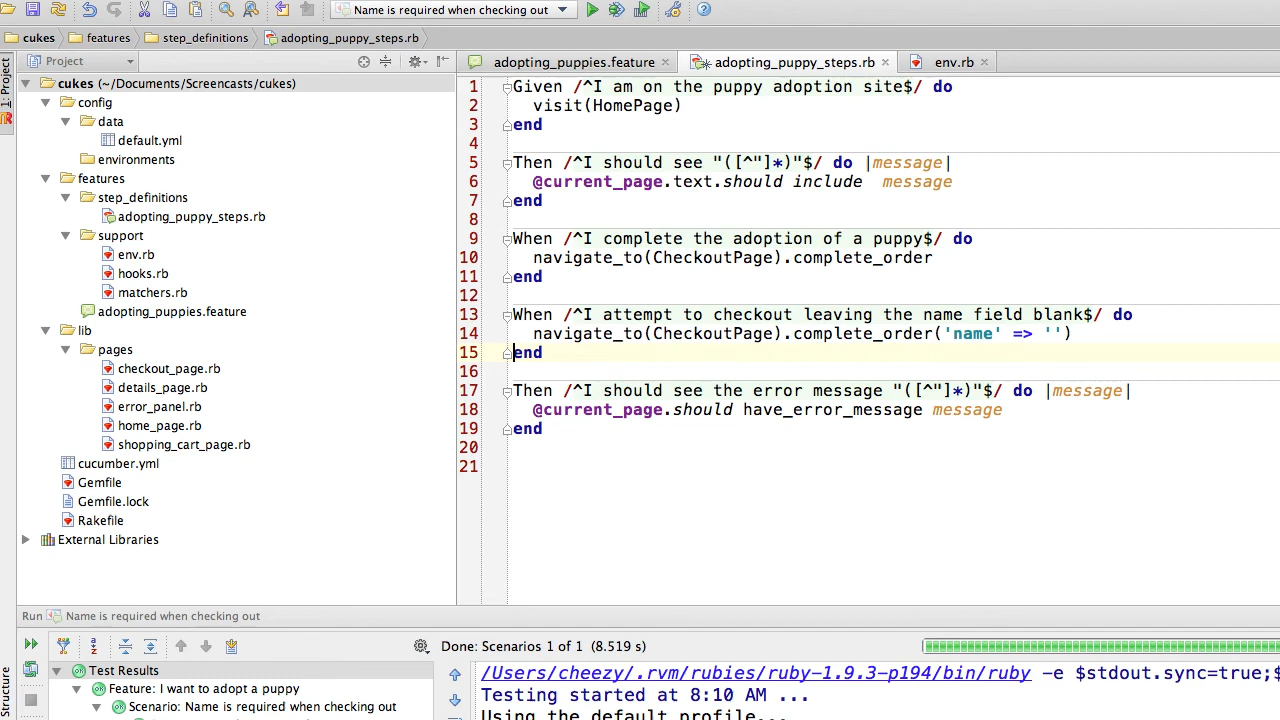 Name is required when checking out
cukes
features
step_definitions
adopting_puppy_steps.rb
1: Project
Project
adopting_puppies.feature
adopting_puppy_steps.rb
env.rb
cukes (~/Documents/Screencasts/cukes)
config
data
default.yml
environments
features
step_definitions
adopting_puppy_steps.rb
support
env.rb
hooks.rb
matchers.rb
adopting_puppies.feature
lib
pages
checkout_page.rb
details_page.rb
error_panel.rb
home_page.rb
shopping_cart_page.rb
cucumber.yml
Gemfile
Gemfile.lock
Rakefile
External Libraries
1 Given /^I am on the puppy adoption site$/ do
2 visit(HomePage)
3 end
4
5 Then /^I should see "([^"]*)"$/ do |message|
6 @current_page.text.should include  message
7 end
8
9 When /^I complete the adoption of a puppy$/ do
10 navigate_to(CheckoutPage).complete_order
11 end
12
13 When /^I attempt to checkout leaving the name field blank$/ do
14 navigate_to(CheckoutPage).complete_order('name' => '')
15 end
16
17 Then /^I should see the error message "([^"]*)"$/ do |message|
18 @current_page.should have_error_message message
19 end
20
21
Run Name is required when checking out
Structure
Done: Scenarios 1 of 1 (8.519 s)
Test Results
Feature: I want to adopt a puppy
Scenario: Name is required when checking out
/Users/cheezy/.rvm/rubies/ruby-1.9.3-p194/bin/ruby -e $stdout.sync=true;$
Testing started at 8:10 AM ...
Using the default profile...